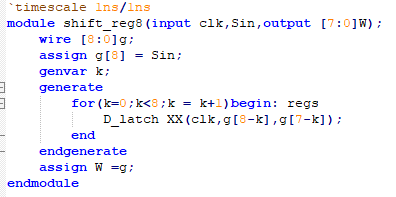 `timescale 1ns/1ns
module shift_reg8(input clk,Sin,output [7:0]W);
wire [8:0]g;
assign g[8] = Sin;
genvar k;
generate
for(k=0;k<8;k = k+1)begin: regs
D_latch XX(clk,g[8-k],g[7-k]);
end
endgenerate
assign W =g;
endmodule